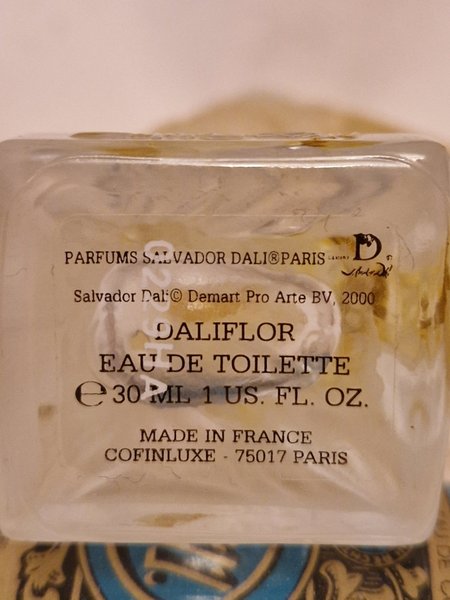 PARFUMS SALVADOR DALI® PARIS
Salvador Dali © Demart Pro Arte BV, 2000
DALIFLOR
EAU DE TOILETTE
℮ 30 ML 1 US. FL. OZ.
MADE IN FRANCE
COFINLUXE - 75017 PARIS